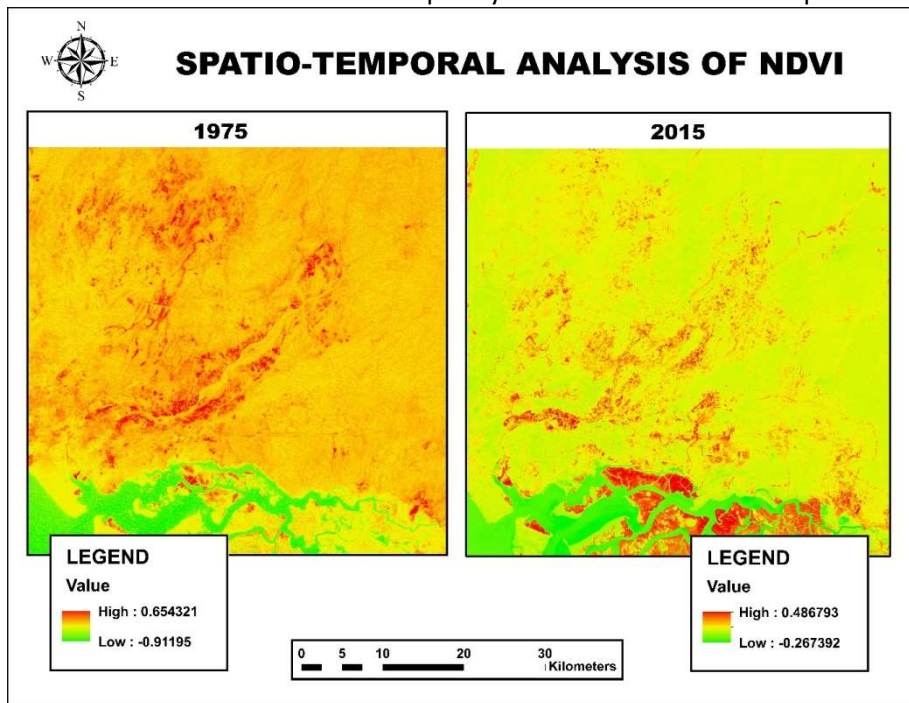 N
W E
S
SPATIO-TEMPORAL ANALYSIS OF NDVI
1975
2015
LEGEND
Value
High : 0.654321
Low : -0.91195
LEGEND
Value
High : 0.486793
Low : -0.267392
0 5 10 20 30
Kilometers